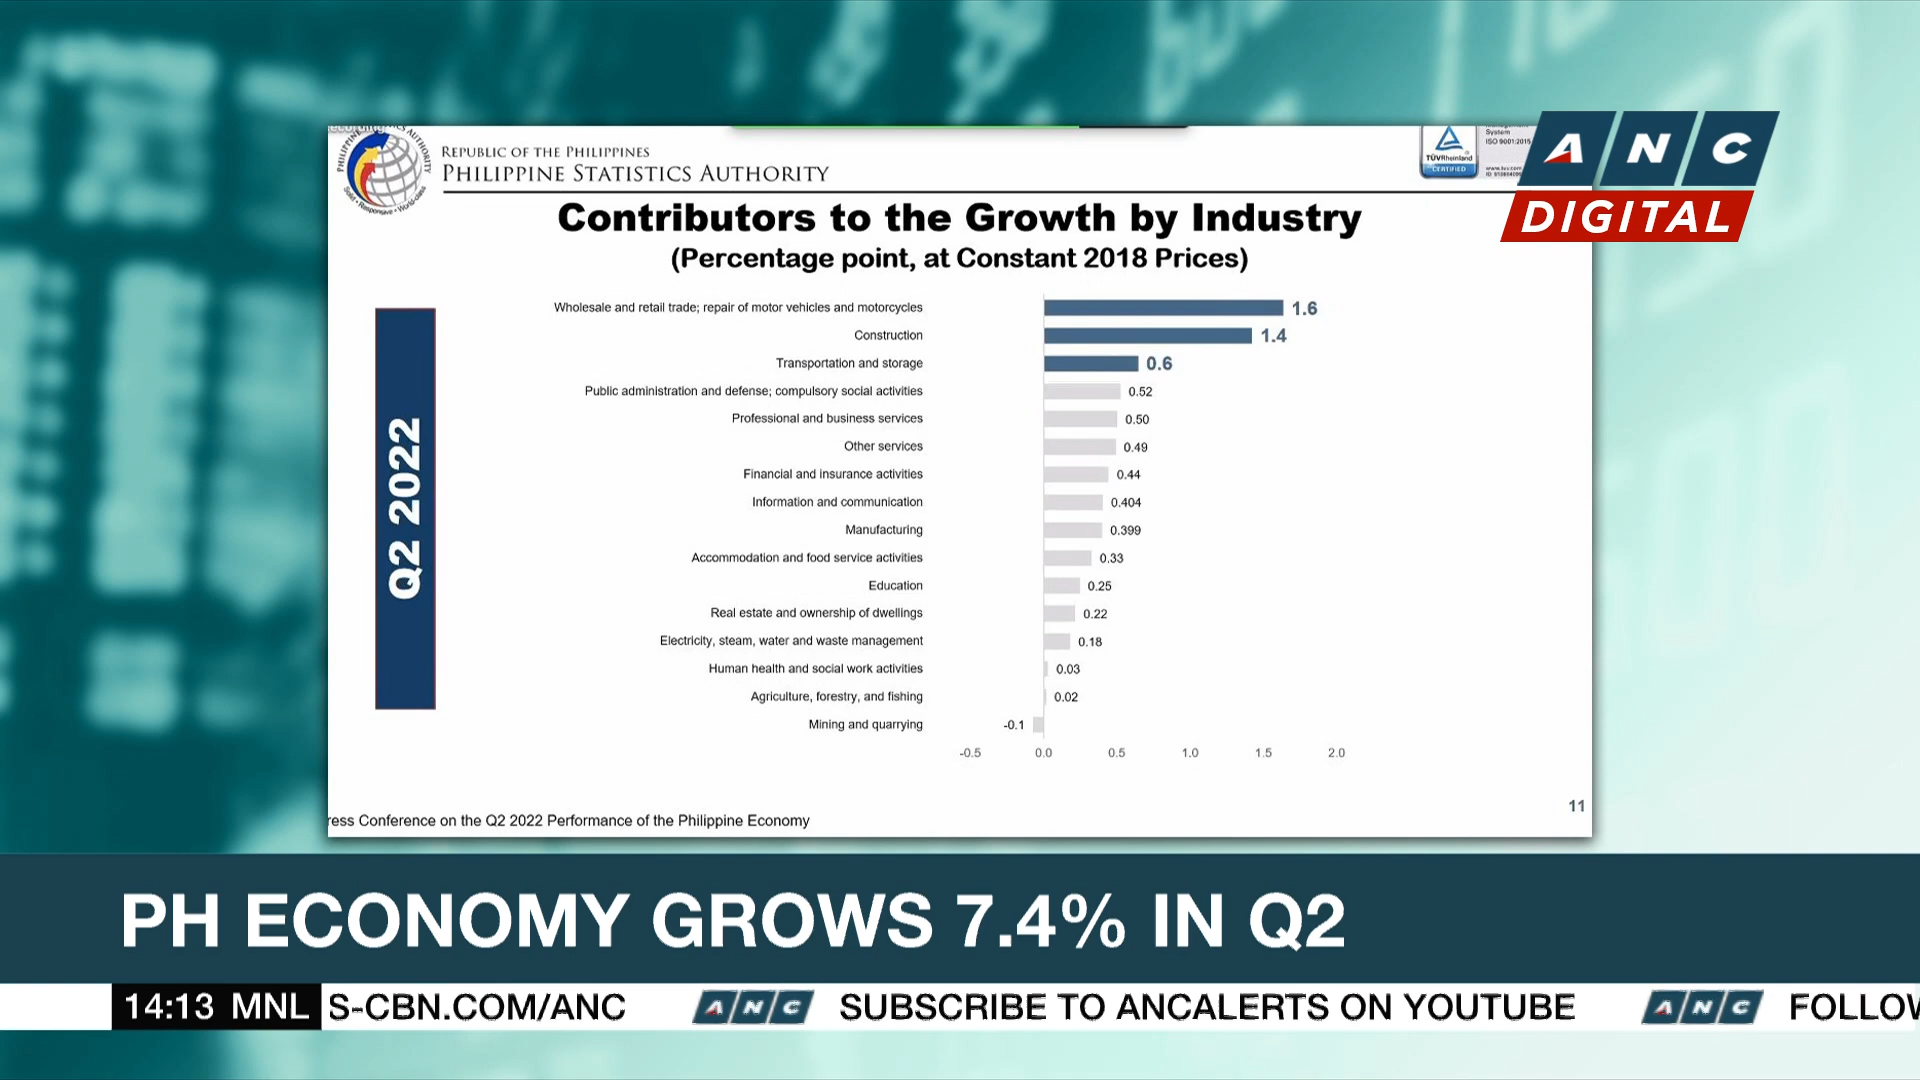 REPUBLIC OF THE PHILIPPINES
PHILIPPINE STATISTICS AUTHORITY
TÜVRheinland
CERTIFIED
System
ISO 9001:2015
A N C
DIGITAL
Contributors to the Growth by Industry
(Percentage point, at Constant 2018 Prices)
Q2 2022
Wholesale and retail trade; repair of motor vehicles and motorcycles 1.6
Construction 1.4
Transportation and storage 0.6
Public administration and defense; compulsory social activities 0.52
Professional and business services 0.50
Other services 0.49
Financial and insurance activities 0.44
Information and communication 0.404
Manufacturing 0.399
Accommodation and food service activities 0.33
Education 0.25
Real estate and ownership of dwellings 0.22
Electricity, steam, water and waste management 0.18
Human health and social work activities 0.03
Agriculture, forestry, and fishing 0.02
Mining and quarrying -0.1
-0.5 0.0 0.5 1.0 1.5 2.0
11
ress Conference on the Q2 2022 Performance of the Philippine Economy
PH ECONOMY GROWS 7.4% IN Q2
14:13 MNL S-CBN.COM/ANC ANC SUBSCRIBE TO ANCALERTS ON YOUTUBE ANC FOLLOW